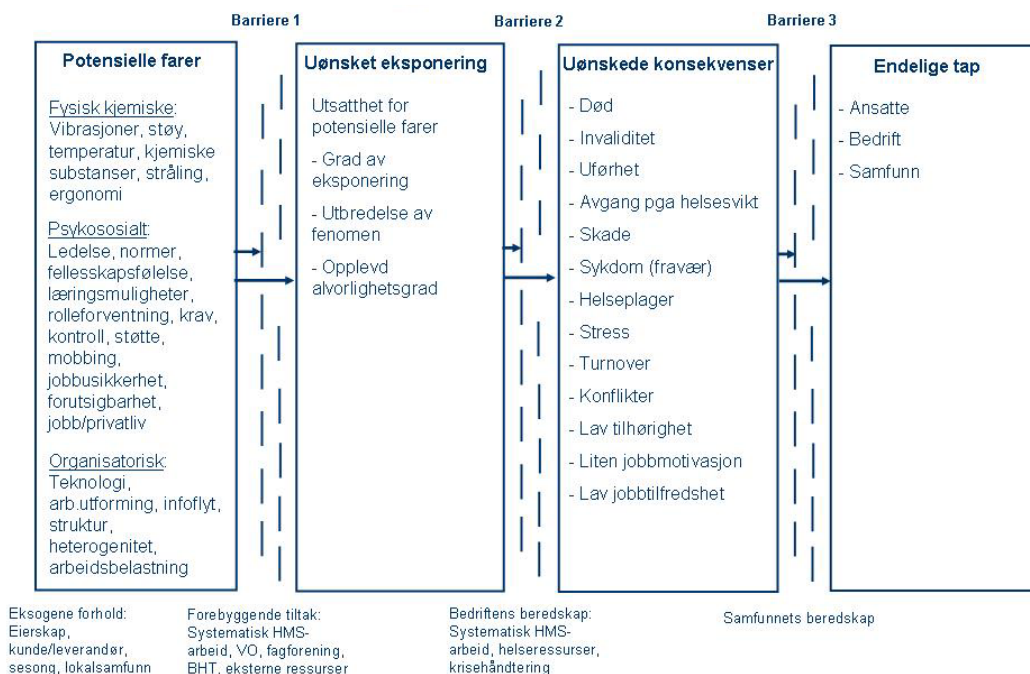 Barriere 1
Barriere 2
Barriere 3
Potensielle farer
Fysisk kjemiske:
Vibrasjoner, støy,
temperatur, kjemiske
substanser, stråling,
ergonomi
Psykososialt:
Ledelse, normer,
fellesskapsfølelse,
læringsmuligheter,
rolleforventning, krav,
kontroll, støtte,
mobbing,
jobbusikkerhet,
forutsigbarhet,
jobb/privatliv
Organisatorisk:
Teknologi,
arb.utforming, infoflyt,
struktur,
heterogenitet,
arbeidsbelastning
Uønsket eksponering
Utsatthet for
potensielle farer
- Grad av
eksponering
- Utbredelse av
fenomen
- Opplevd
alvorlighetsgrad
Uønskede konsekvenser
- Død
- Invaliditet
- Uførhet
- Avgang pga helsesvikt
- Skade
- Sykdom (fravær)
- Helseplager
- Stress
- Turnover
- Konflikter
- Lav tilhørighet
- Liten jobbmotivasjon
- Lav jobbtilfredshet
Endelige tap
- Ansatte
- Bedrift
- Samfunn
Eksogene forhold:
Eierskap,
kunde/leverandør,
sesong, lokalsamfunn
Forebyggende tiltak:
Systematisk HMS-
arbeid, VO, fagforening,
BHT, eksterne ressurser
Bedriftens beredskap:
Systematisk HMS-
arbeid, helseressurser,
krisehåndtering
Samfunnets beredskap